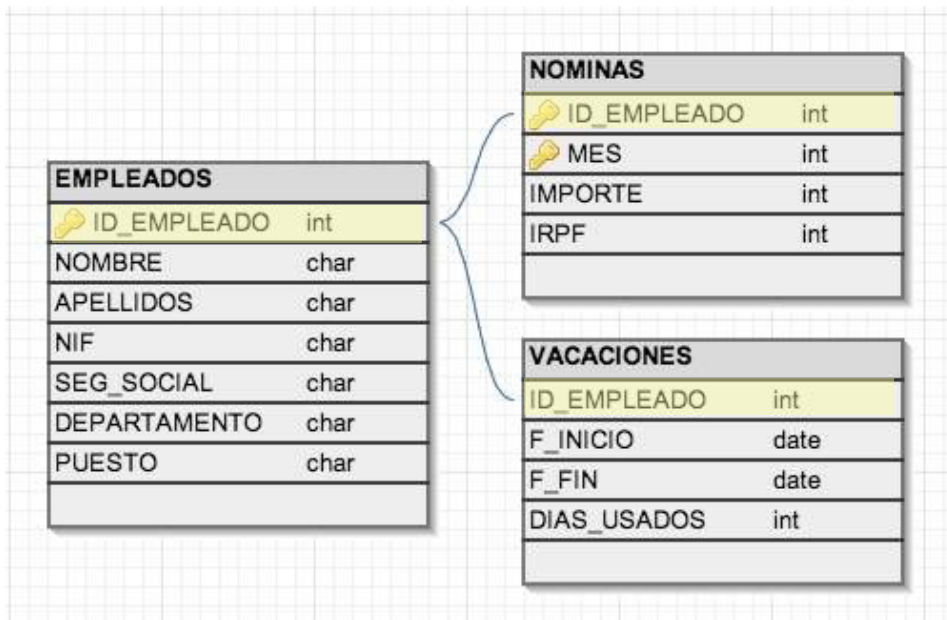 EMPLEADOS
ID_EMPLEADO int
NOMBRE char
APELLIDOS char
NIF char
SEG_SOCIAL char
DEPARTAMENTO char
PUESTO char
NOMINAS
ID_EMPLEADO int
MES int
IMPORTE int
IRPF int
VACACIONES
ID_EMPLEADO int
F_INICIO date
F_FIN date
DIAS_USADOS int